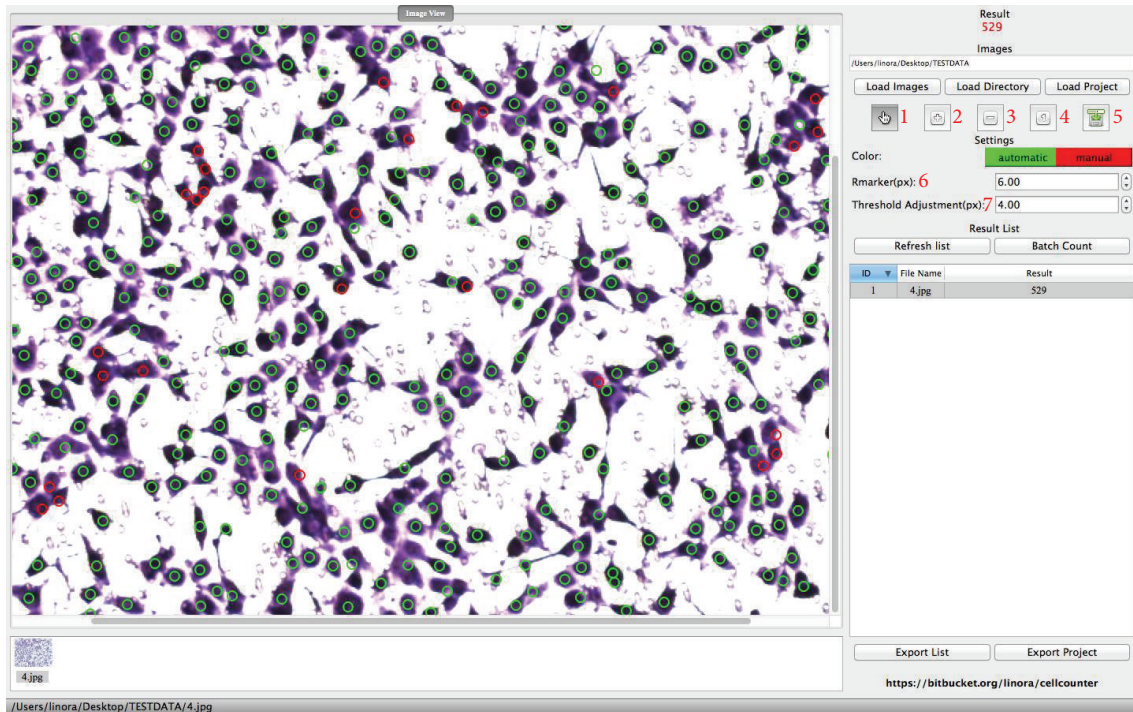 Image View
Result
529
Images
/Users/linora/Desktop/TESTDATA
Load Images Load Directory Load Project
1 2 3 4 5
Settings
Color: automatic manual
Rmarker(px): 6 6.00
Threshold Adjustment(px): 7 4.00
Result List
Refresh list Batch Count
ID File Name Result
1 4.jpg 529
4.jpg
Export List Export Project
https://bitbucket.org/linora/cellcounter
/Users/linora/Desktop/TESTDATA/4.jpg